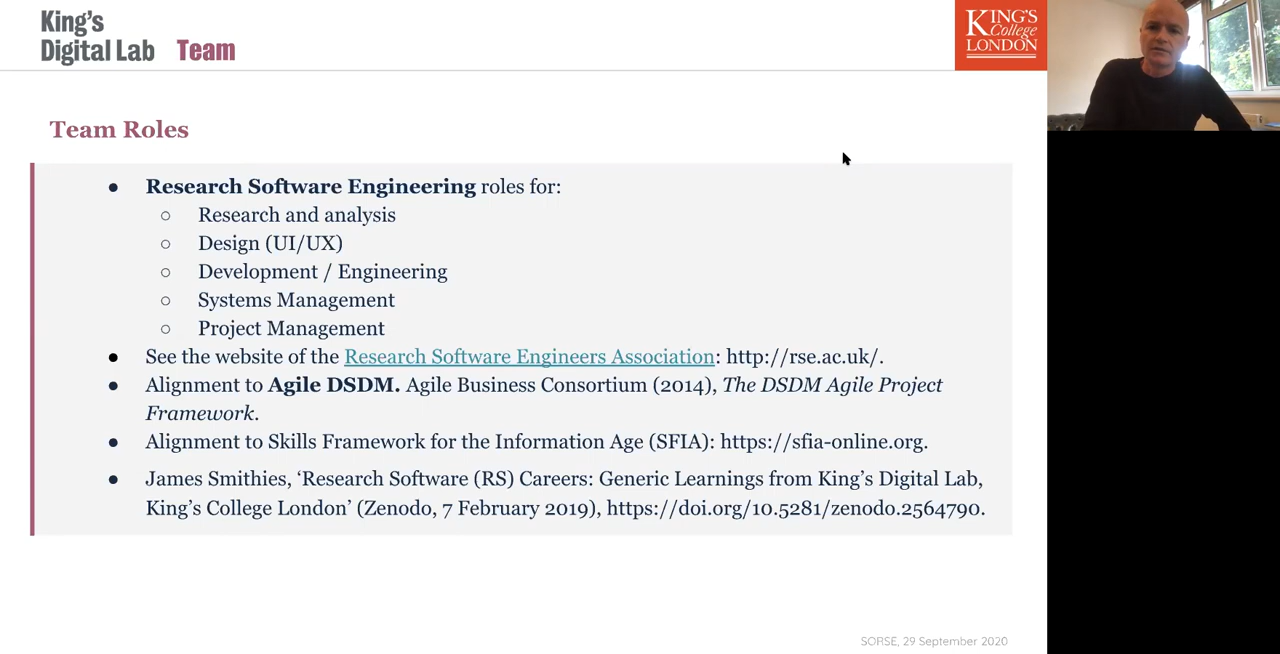 King's
Digital Lab Team
KING'S
College
LONDON
Team Roles
● Research Software Engineering roles for:
○ Research and analysis
○ Design (UI/UX)
○ Development / Engineering
○ Systems Management
○ Project Management
● See the website of the Research Software Engineers Association: http://rse.ac.uk/.
● Alignment to Agile DSDM. Agile Business Consortium (2014), The DSDM Agile Project
Framework.
● Alignment to Skills Framework for the Information Age (SFIA): https://sfia-online.org.
● James Smithies, ‘Research Software (RS) Careers: Generic Learnings from King’s Digital Lab,
King’s College London’ (Zenodo, 7 February 2019), https://doi.org/10.5281/zenodo.2564790.
SORSE, 29 September 2020